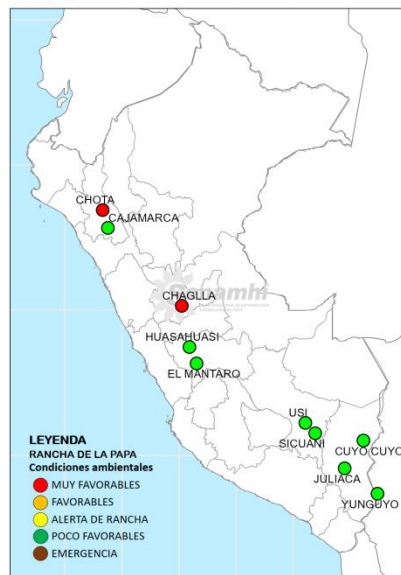 CHOTA
CAJAMARCA
CHAGLLA
HUASAHUASI
EL MANTARO
USI
SICUANI
CUYO CUYO
JULIACA
YUNGUYO
LEYENDA
RANCHA DE LA PAPA
Condiciones ambientales
MUY FAVORABLES
FAVORABLES
ALERTA DE RANCHA
POCO FAVORABLES
EMERGENCIA